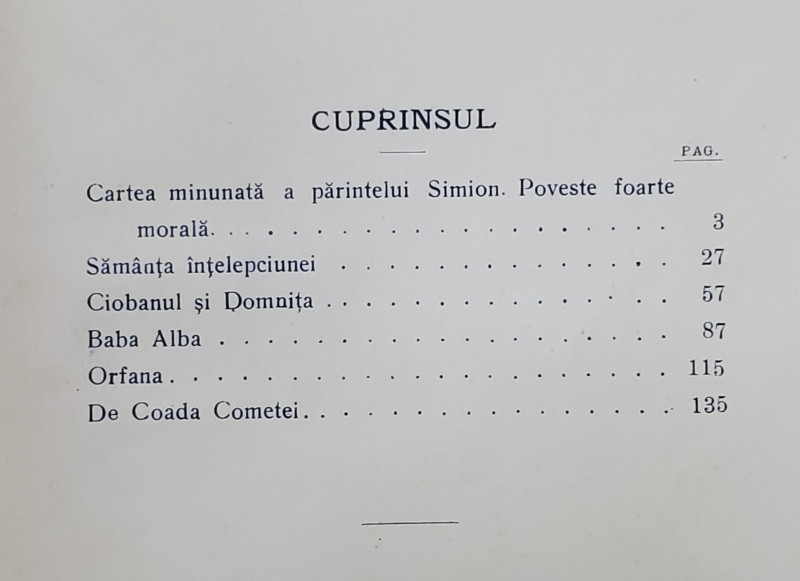 CUPRINSUL
PAG.
Cartea minunată a părintelui Simion. Poveste foarte
morală. . . . . . . . . . . . . . . . . . . . 3
Sămânța înțelepciunei . . . . . . . . . . . . . . 27
Ciobanul și Domnița . . . . . . . . . . . . . . . 57
Baba Alba . . . . . . . . . . . . . . . . . . . 87
Orfana . . . . . . . . . . . . . . . . . . . . . 115
De Coada Cometei . . . . . . . . . . . . . . . 135